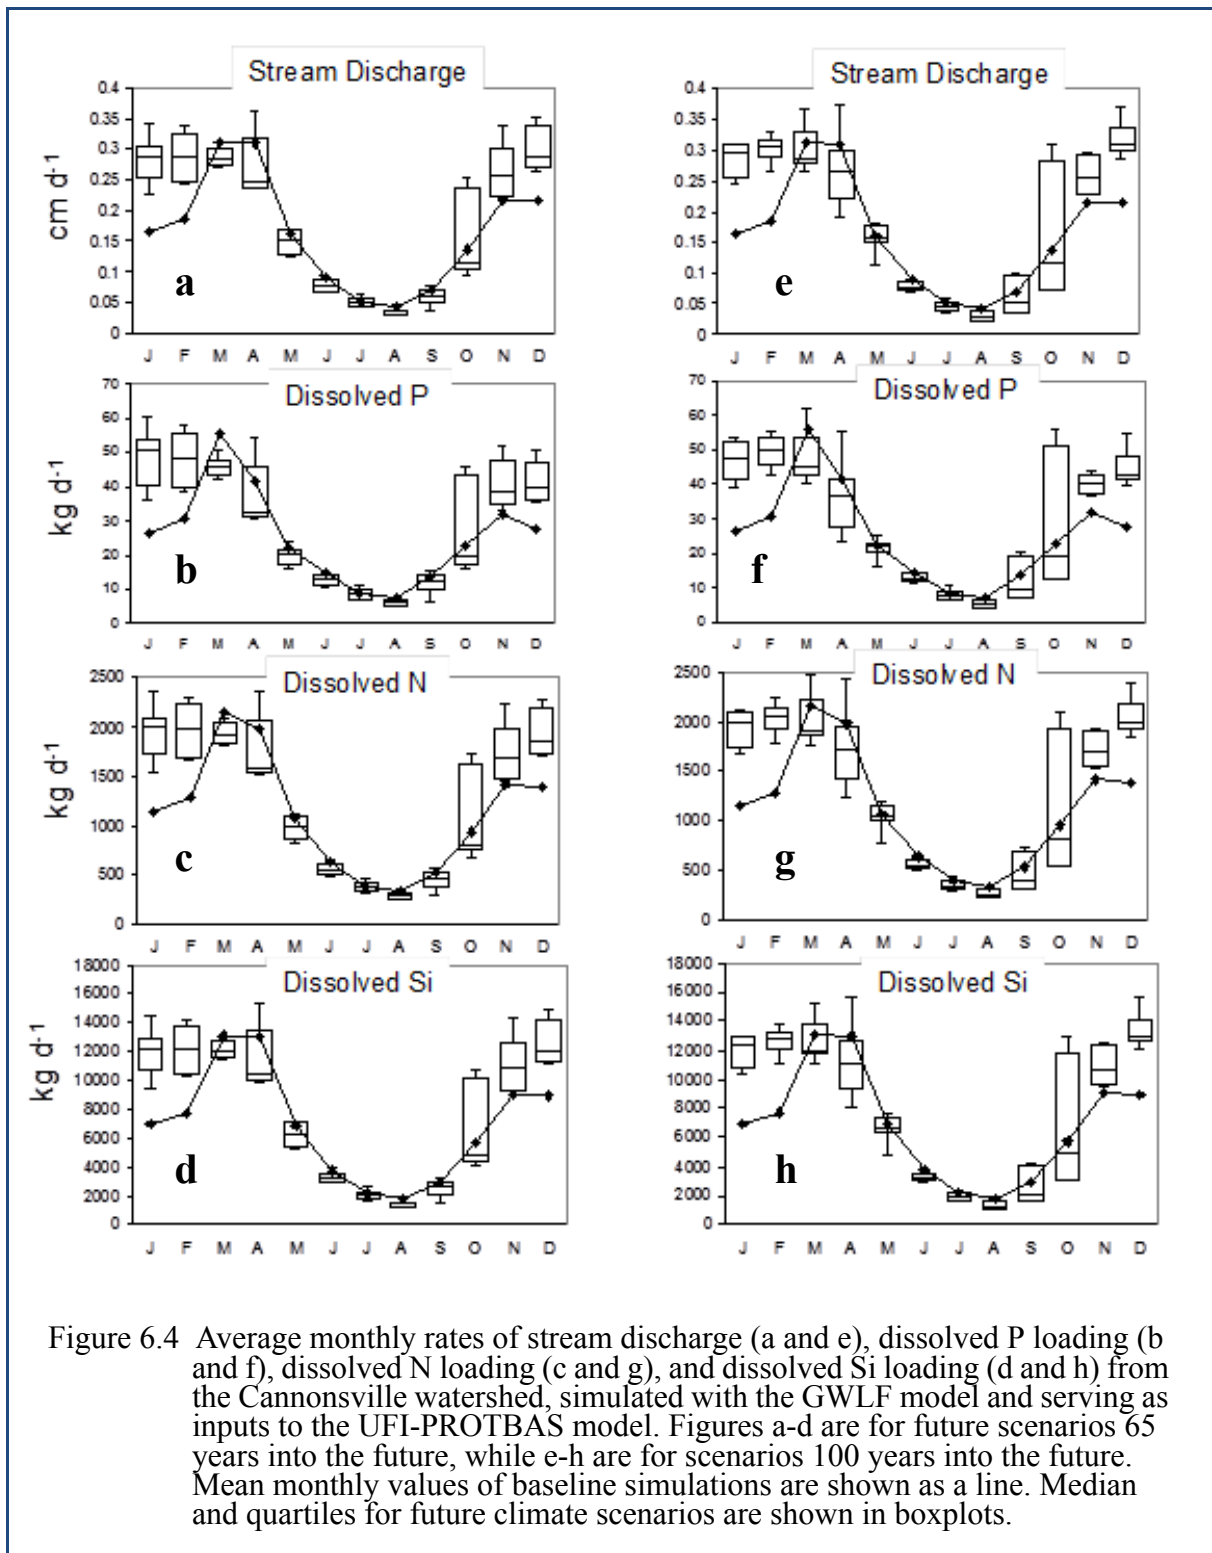 Stream Discharge
0.4
0.35
0.3
0.25
0.2
0.15
0.1
0.05
0
cm d-1
a
J F M A M J J A S O N D
Stream Discharge
0.4
0.35
0.3
0.25
0.2
0.15
0.1
0.05
0
e
J F M A M J J A S O N D
Dissolved P
70
60
50
40
30
20
10
0
kg d-1
b
J F M A M J J A S O N D
Dissolved P
70
60
50
40
30
20
10
0
f
J F M A M J J A S O N D
Dissolved N
2500
2000
1500
1000
500
0
kg d-1
c
J F M A M J J A S O N D
Dissolved N
2500
2000
1500
1000
500
0
g
J F M A M J J A S O N D
Dissolved Si
18000
16000
14000
12000
10000
8000
6000
4000
2000
0
kg d-1
d
J F M A M J J A S O N D
Dissolved Si
18000
16000
14000
12000
10000
8000
6000
4000
2000
0
h
J F M A M J J A S O N D
Figure 6.4 Average monthly rates of stream discharge (a and e), dissolved P loading (b
and f), dissolved N loading (c and g), and dissolved Si loading (d and h) from
the Cannonsville watershed, simulated with the GWLF model and serving as
inputs to the UFI-PROTBAS model. Figures a-d are for future scenarios 65
years into the future, while e-h are for scenarios 100 years into the future.
Mean monthly values of baseline simulations are shown as a line. Median
and quartiles for future climate scenarios are shown in boxplots.